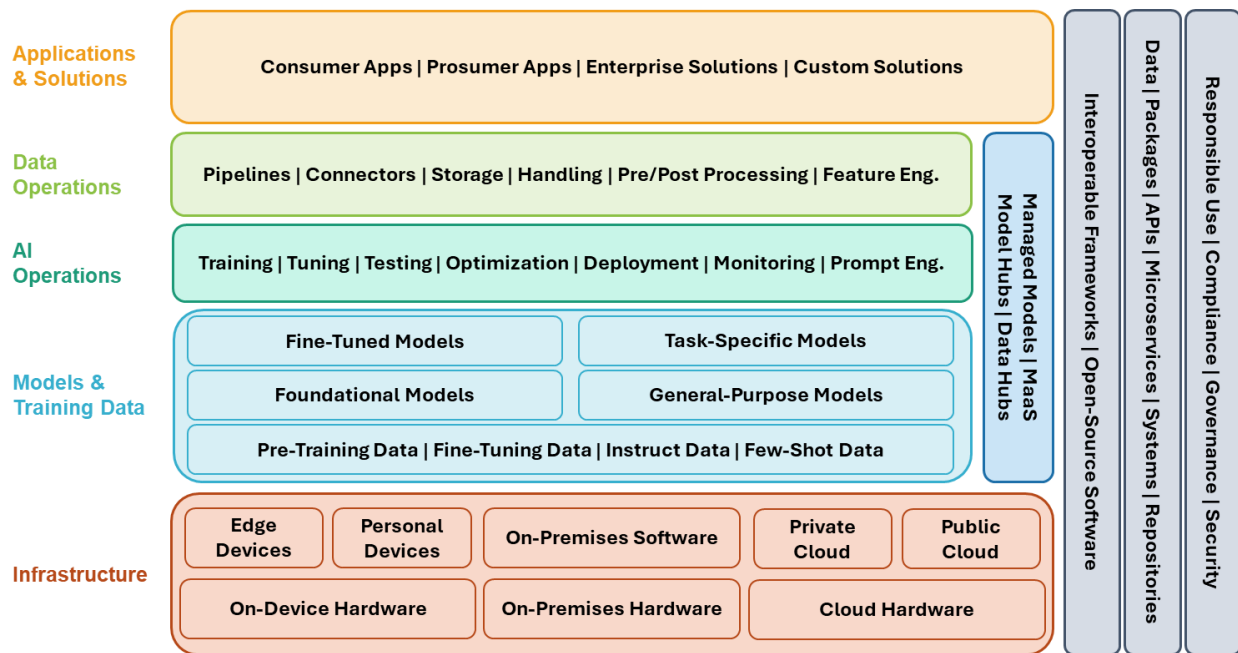 Applications
& Solutions
Consumer Apps | Prosumer Apps | Enterprise Solutions | Custom Solutions
Data
Operations
Pipelines | Connectors | Storage | Handling | Pre/Post Processing | Feature Eng.
AI
Operations
Training | Tuning | Testing | Optimization | Deployment | Monitoring | Prompt Eng.
Models &
Training Data
Fine-Tuned Models
Task-Specific Models
Foundational Models
General-Purpose Models
Pre-Training Data | Fine-Tuning Data | Instruct Data | Few-Shot Data
Managed Models | MaaS
Model Hubs | Data Hubs
Infrastructure
Edge
Devices
Personal
Devices
On-Premises Software
Private
Cloud
Public
Cloud
On-Device Hardware
On-Premises Hardware
Cloud Hardware
Interoperable Frameworks | Open-Source Software
Data | Packages | APIs | Microservices | Systems | Repositories
Responsible Use | Compliance | Governance | Security